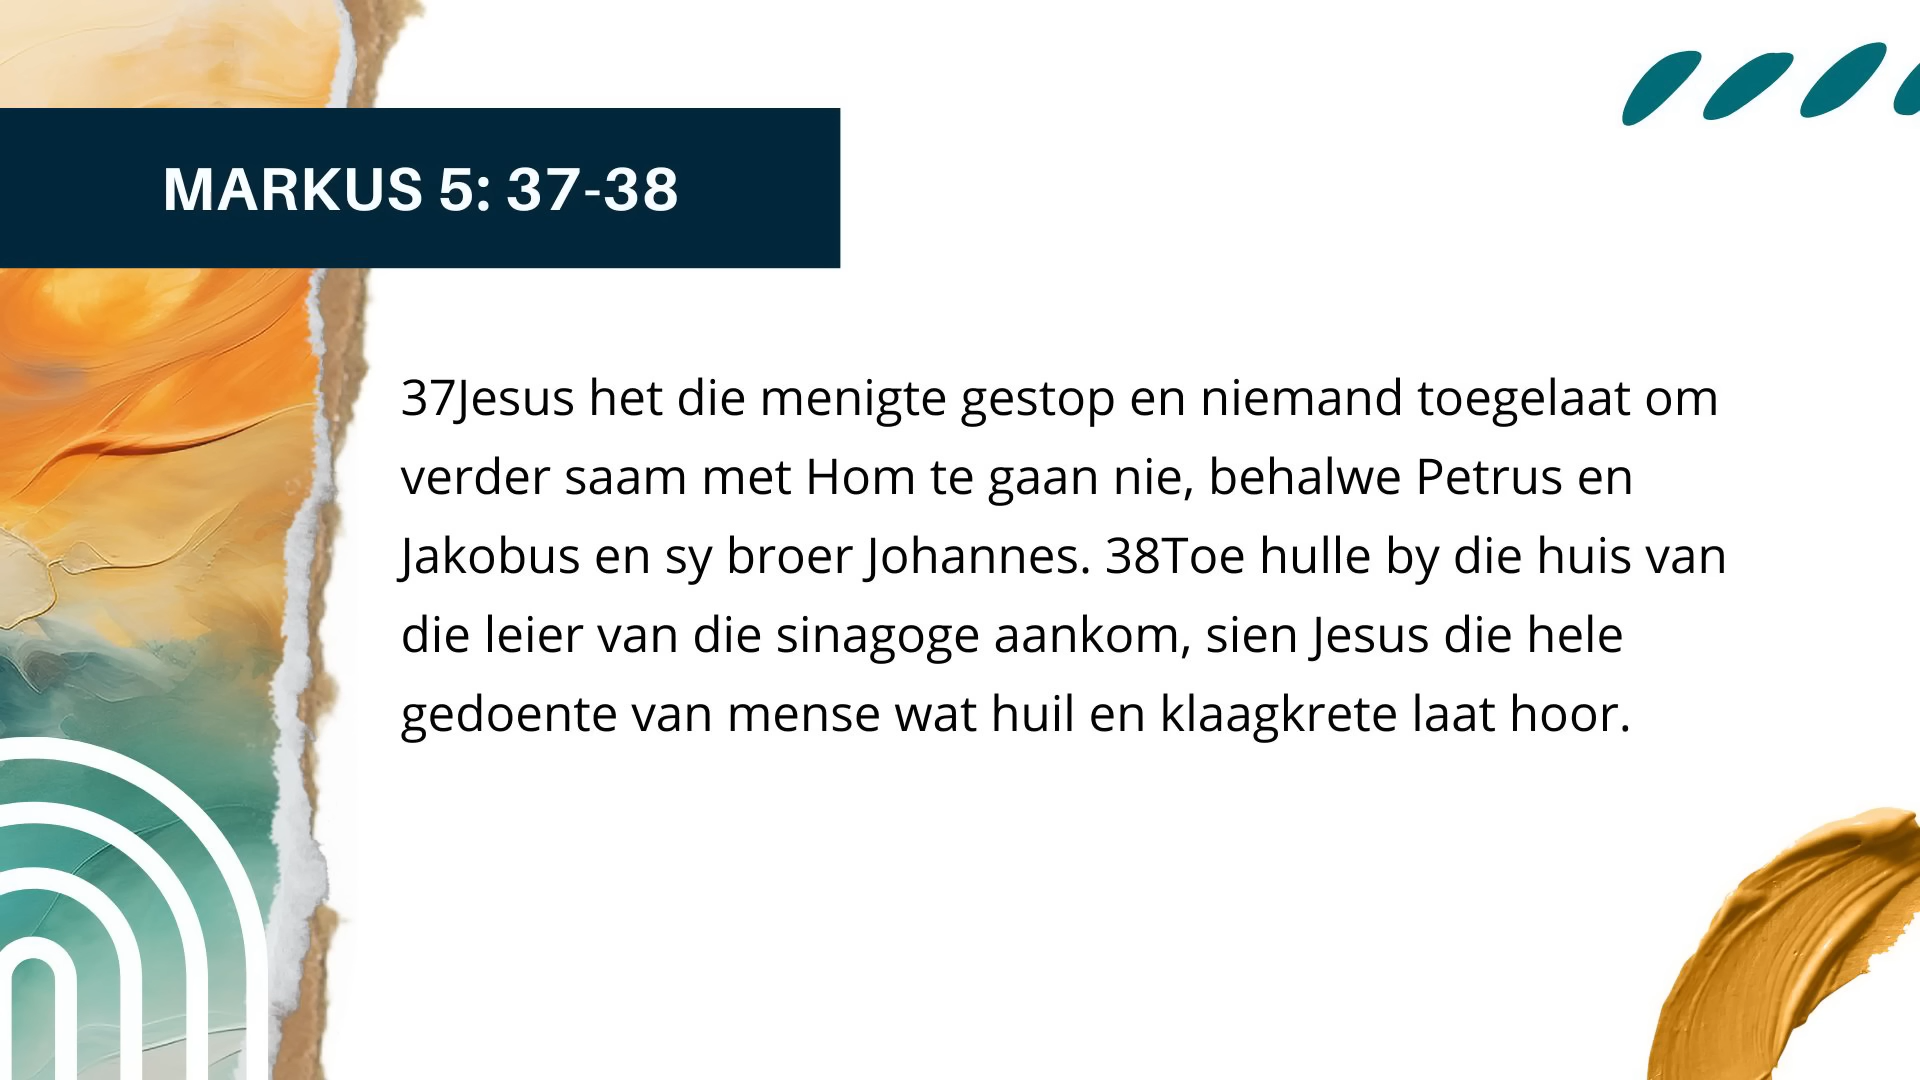 MARKUS 5: 37-38
37Jesus het die menigte gestop en niemand toegelaat om
verder saam met Hom te gaan nie, behalwe Petrus en
Jakobus en sy broer Johannes. 38Toe hulle by die huis van
die leier van die sinagoge aankom, sien Jesus die hele
gedoente van mense wat huil en klaagkrete laat hoor.